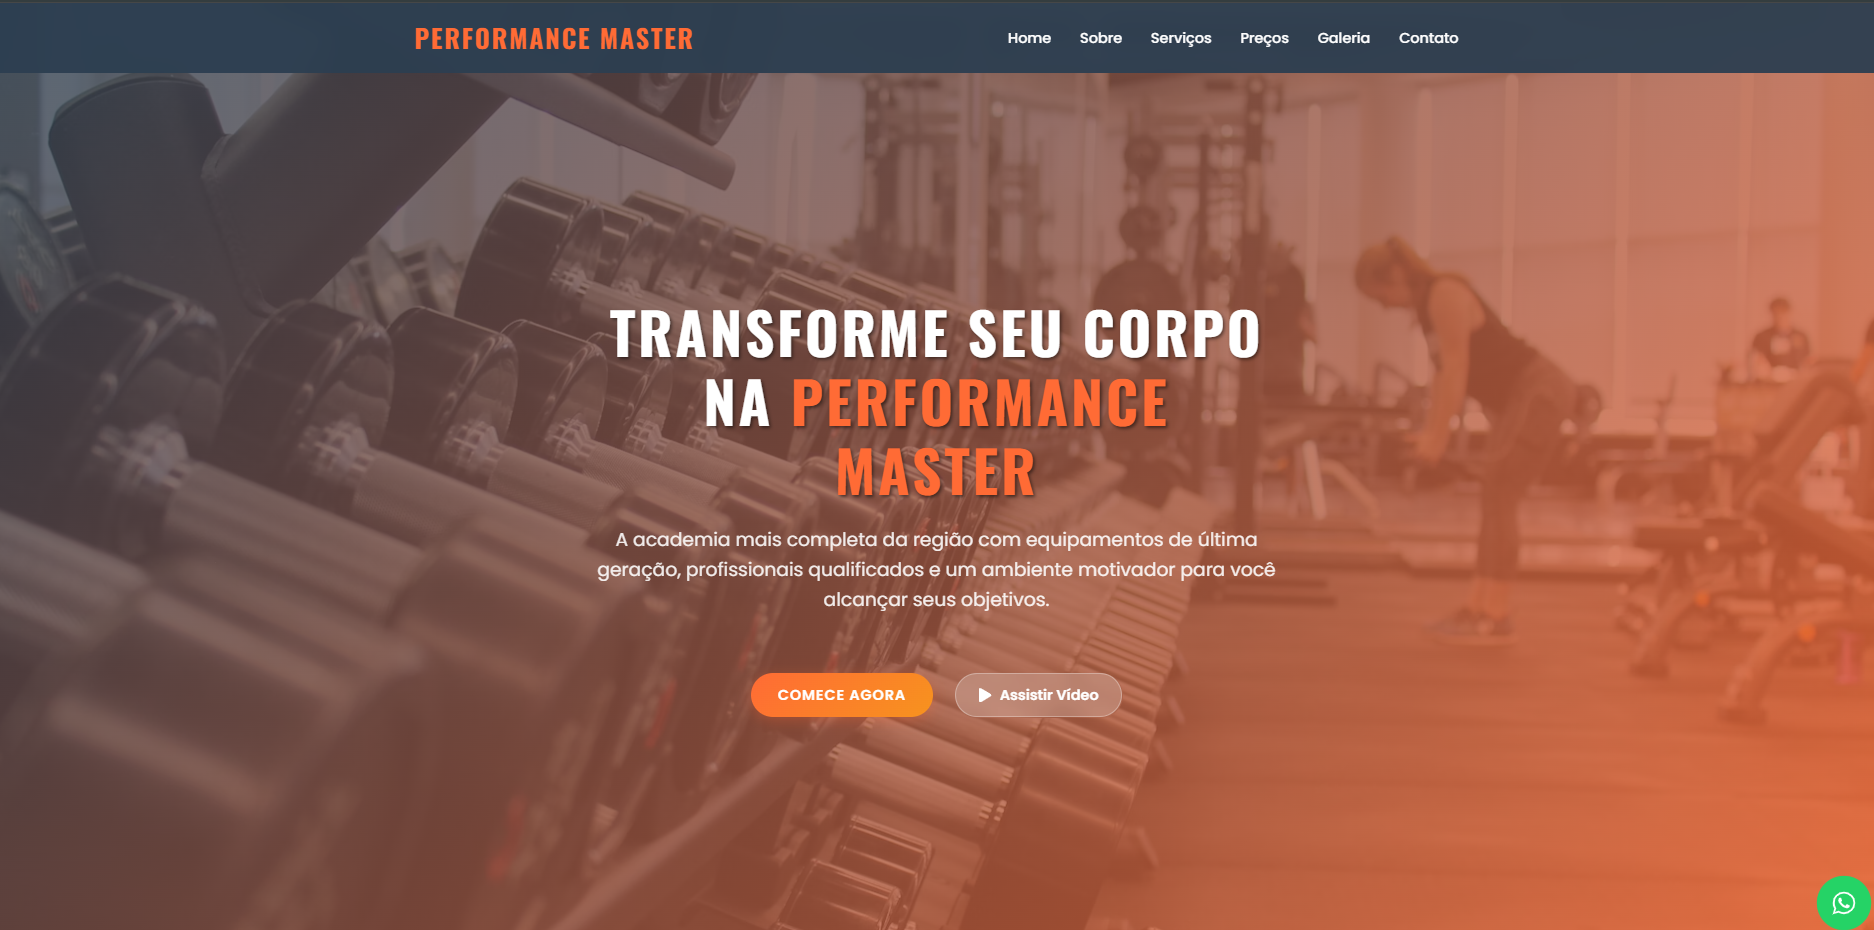 PERFORMANCE MASTER
Home Sobre Serviços Preços Galeria Contato
TRANSFORME SEU CORPO
NA PERFORMANCE
MASTER
A academia mais completa da região com equipamentos de última
geração, profissionais qualificados e um ambiente motivador para você
alcançar seus objetivos.
COMECE AGORA
Assistir Vídeo